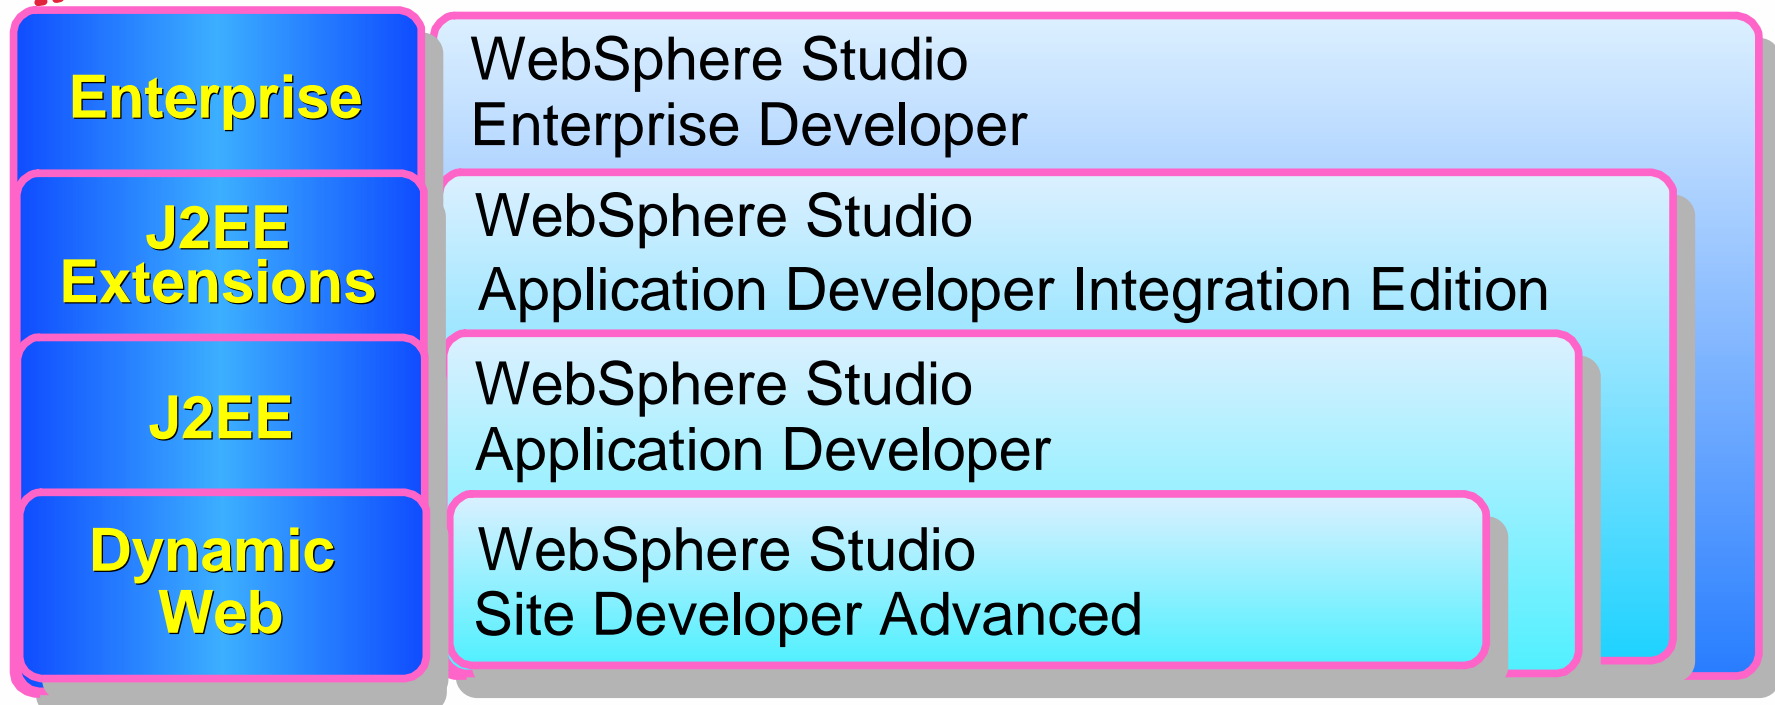 Enterprise
WebSphere Studio
Enterprise Developer
J2EE
Extensions
WebSphere Studio
Application Developer Integration Edition
J2EE
WebSphere Studio
Application Developer
Dynamic
Web
WebSphere Studio
Site Developer Advanced